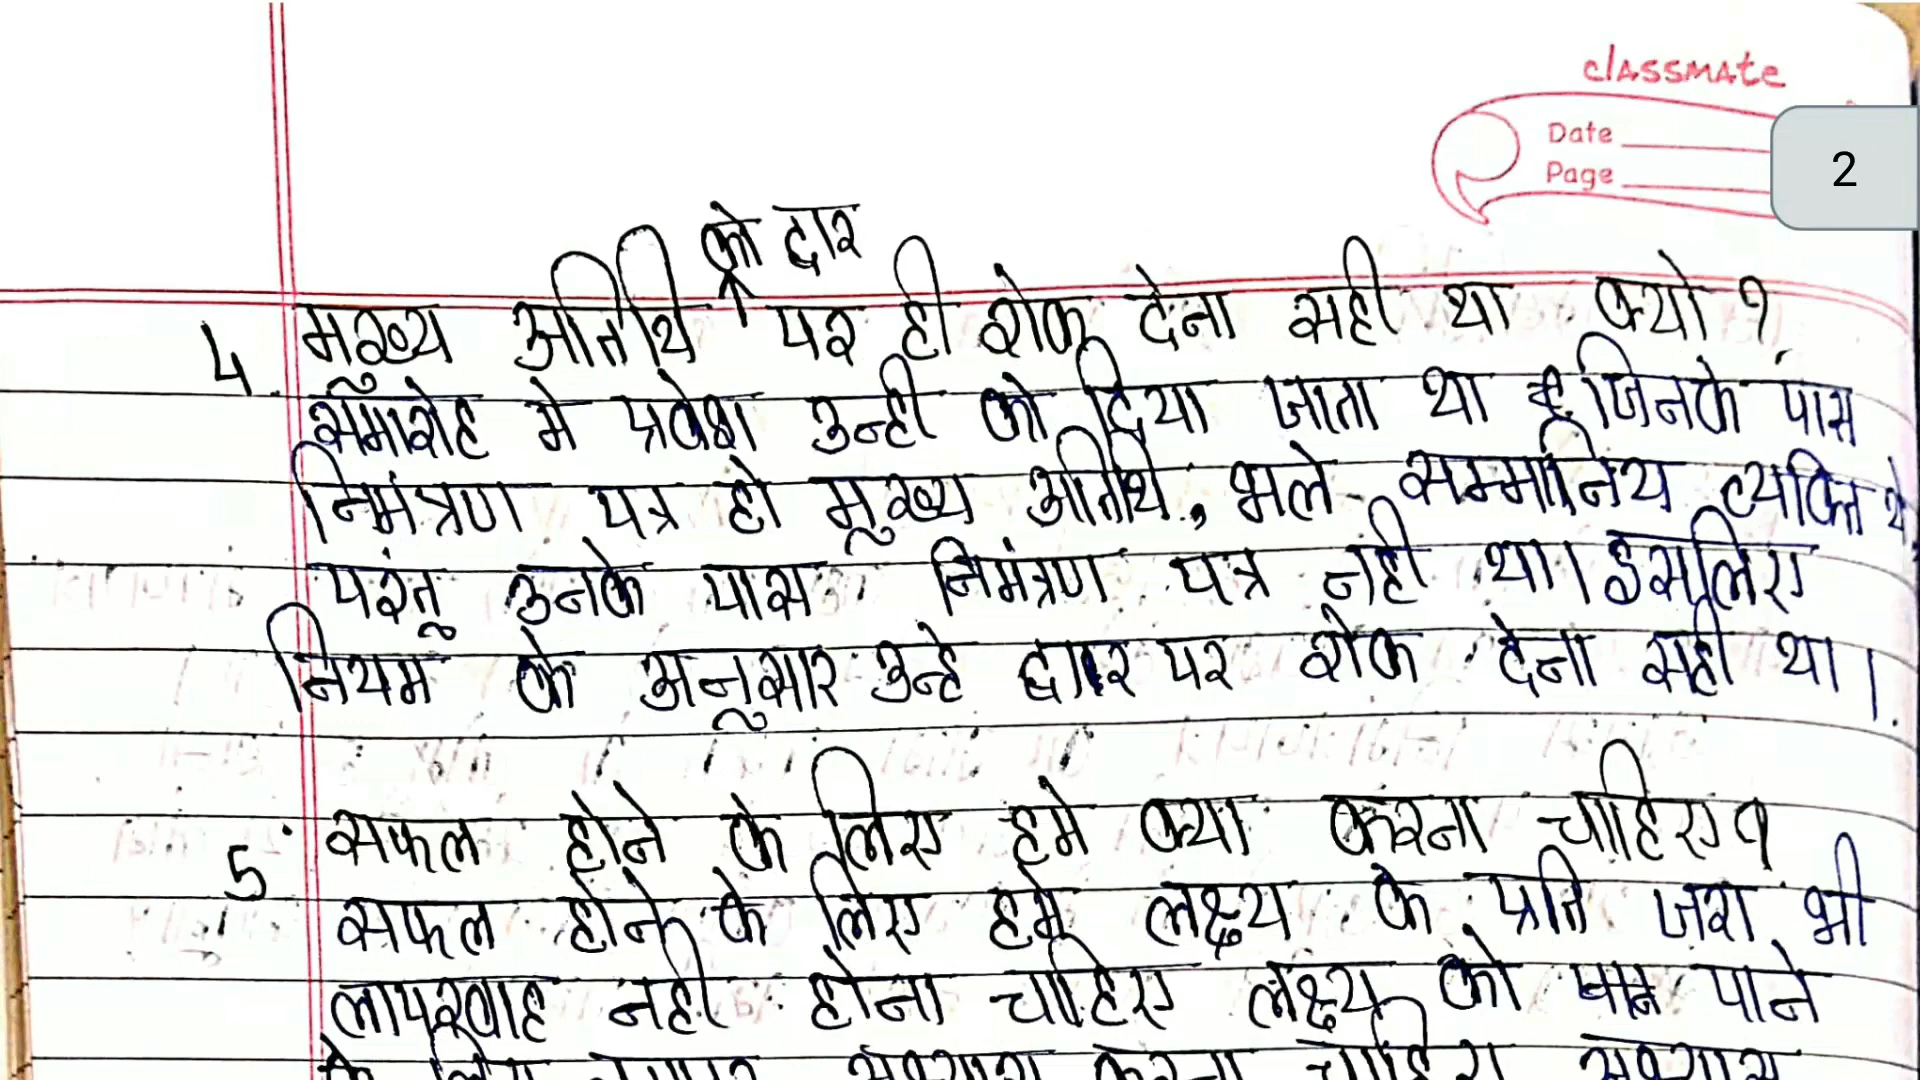 classmate
Date
Page
2
को द्वार
4. मुख्य अतिथि पर ही रोक देना सही था क्यो ?
समारोह मे प्रवेश उन्ही को दिया जाता था जिनके पास
निमंत्रण पत्र हो मुख्य अतिथि, भले सम्मानिय व्यक्ति थे
परंतु उनके पास निमंत्रण पत्र नही था। इसलिए
नियम के अनुसार उन्हे द्वार पर रोक देना सही था।
5. सफल होने के लिए हमे क्या करना चाहिए ?
सफल होने के लिए हमे लक्ष्य के प्रति जरा भी
लापरवाह नही होना चाहिए लक्ष्य को पाने
के लिए करना चाहिए